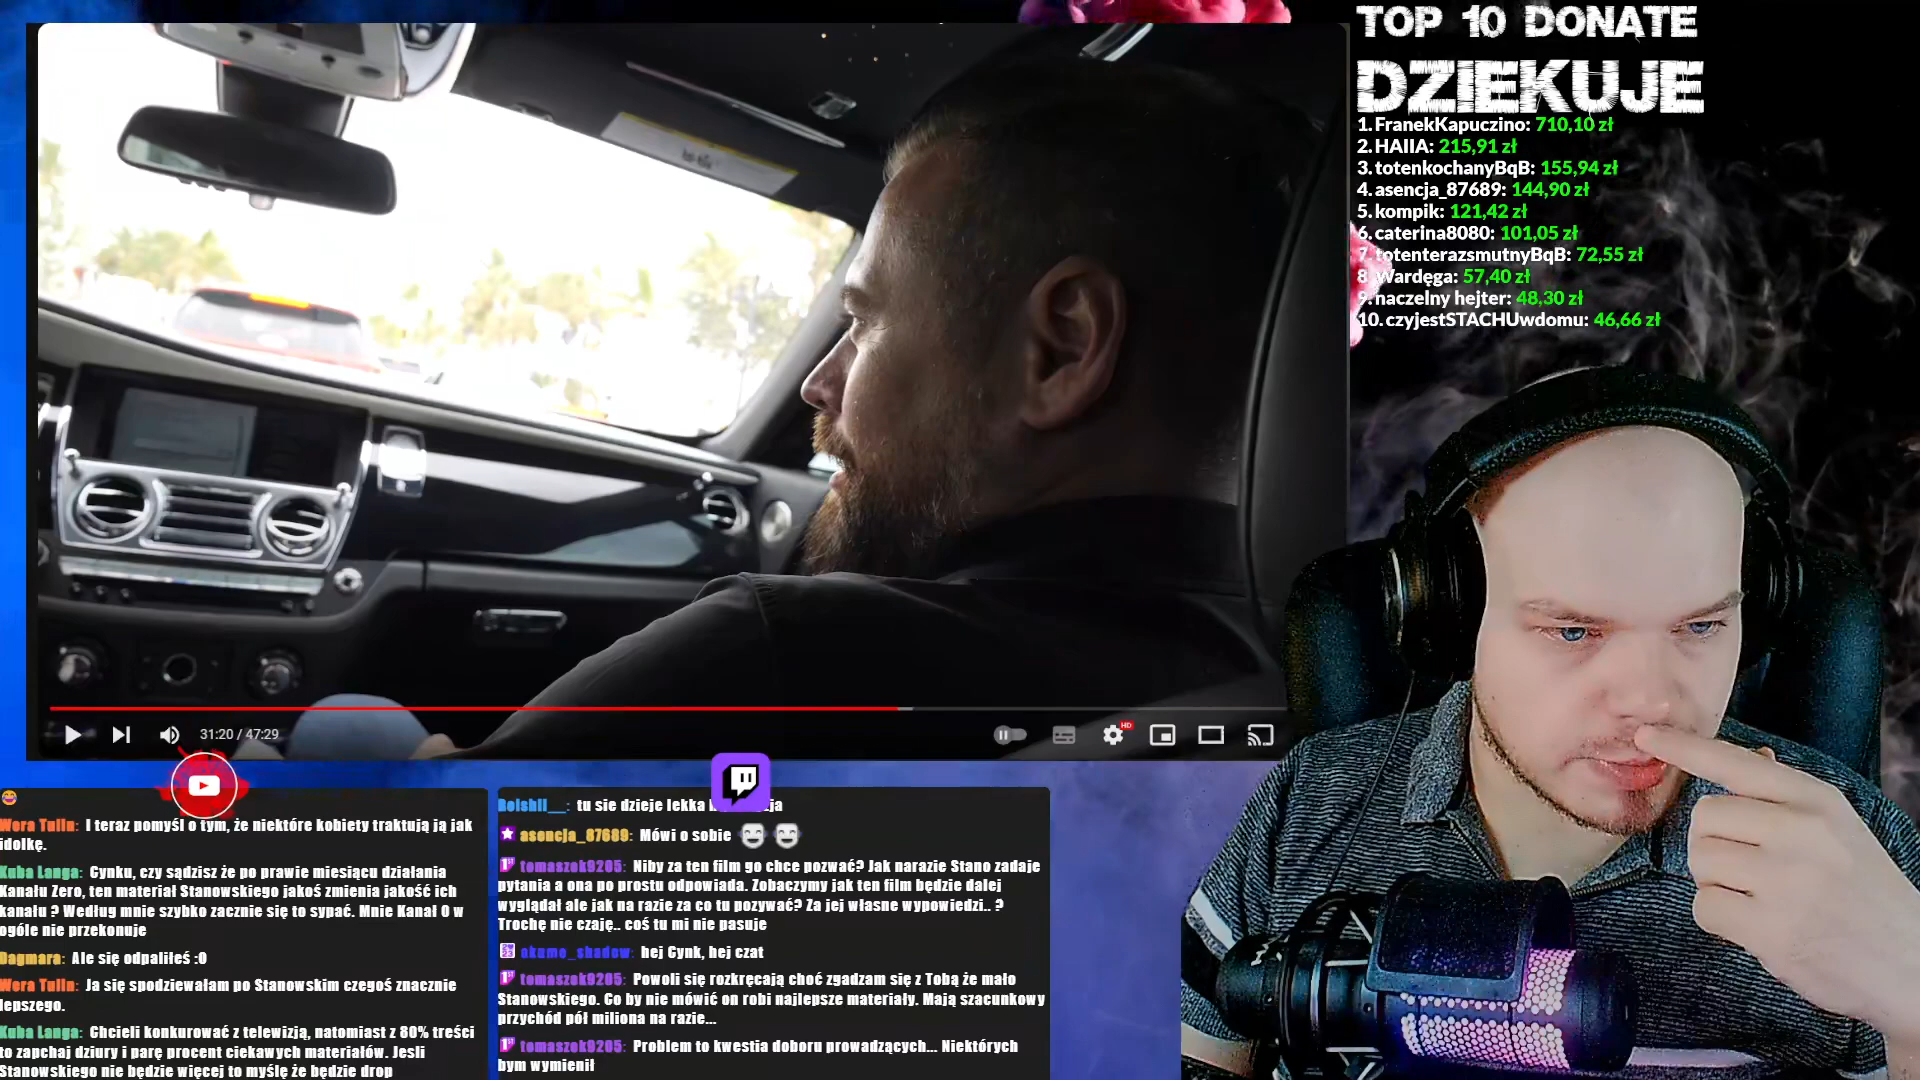 TOP 10 DONATE
DZIEKUJE
1. FranekKapuczino: 710,10 zł
2. HAIIA: 215,91 zł
3. totenkochanyBqB: 155,94 zł
4. asencja_87689: 144,90 zł
5. kompik: 121,42 zł
6. caterina8080: 101,05 zł
7. totenterazsmutnyBqB: 72,55 zł
8. Wardęga: 57,40 zł
9. naczelny hejter: 48,30 zł
10. czyjestSTACHUwdomu: 46,66 zł
31:20 / 47:29
HD
Wera Tulin: I teraz pomyśl o tym, że niektóre kobiety traktują ją jak
idolkę.
Kuba Langa: Cynku, czy sądzisz że po prawie miesiącu działania
Kanału Zero, ten materiał Stanowskiego jakoś zmienia jakość ich
kanału ? Według mnie szybko zacznie się to sypać. Mnie Kanał 0 w
ogóle nie przekonuje
Dagmara: Ale się odpaliłeś :O
Wera Tulin: Ja się spodziewałam po Stanowskim czegoś znacznie
lepszego.
Kuba Langa: Chcieli konkurować z telewizją, natomiast z 80% treści
to zapchaj dziury i parę procent ciekawych materiałów. Jesli
Stanowskiego nie będzie więcej to myślę że będzie drop
tu sie dzieje lekka
asencja_87689: Mówi o sobie
tomaszek9205: Niby za ten film go chce pozwać? Jak narazie Stano zadaje
pytania a ona po prostu odpowiada. Zobaczymy jak ten film będzie dalej
wyglądał ale jak na razie za co tu pozywać? Za jej własne wypowiedzi.. ?
Trochę nie czaję.. coś tu mi nie pasuje
okamo_shadow: hej Cynk, hej czat
tomaszek9205: Powoli się rozkręcają choć zgadzam się z Tobą że mało
Stanowskiego. Co by nie mówić on robi najlepsze materiały. Mają szacunkowy
przychód pół miliona na razie...
tomaszek9205: Problem to kwestia doboru prowadzących... Niektórych
bym wymienił